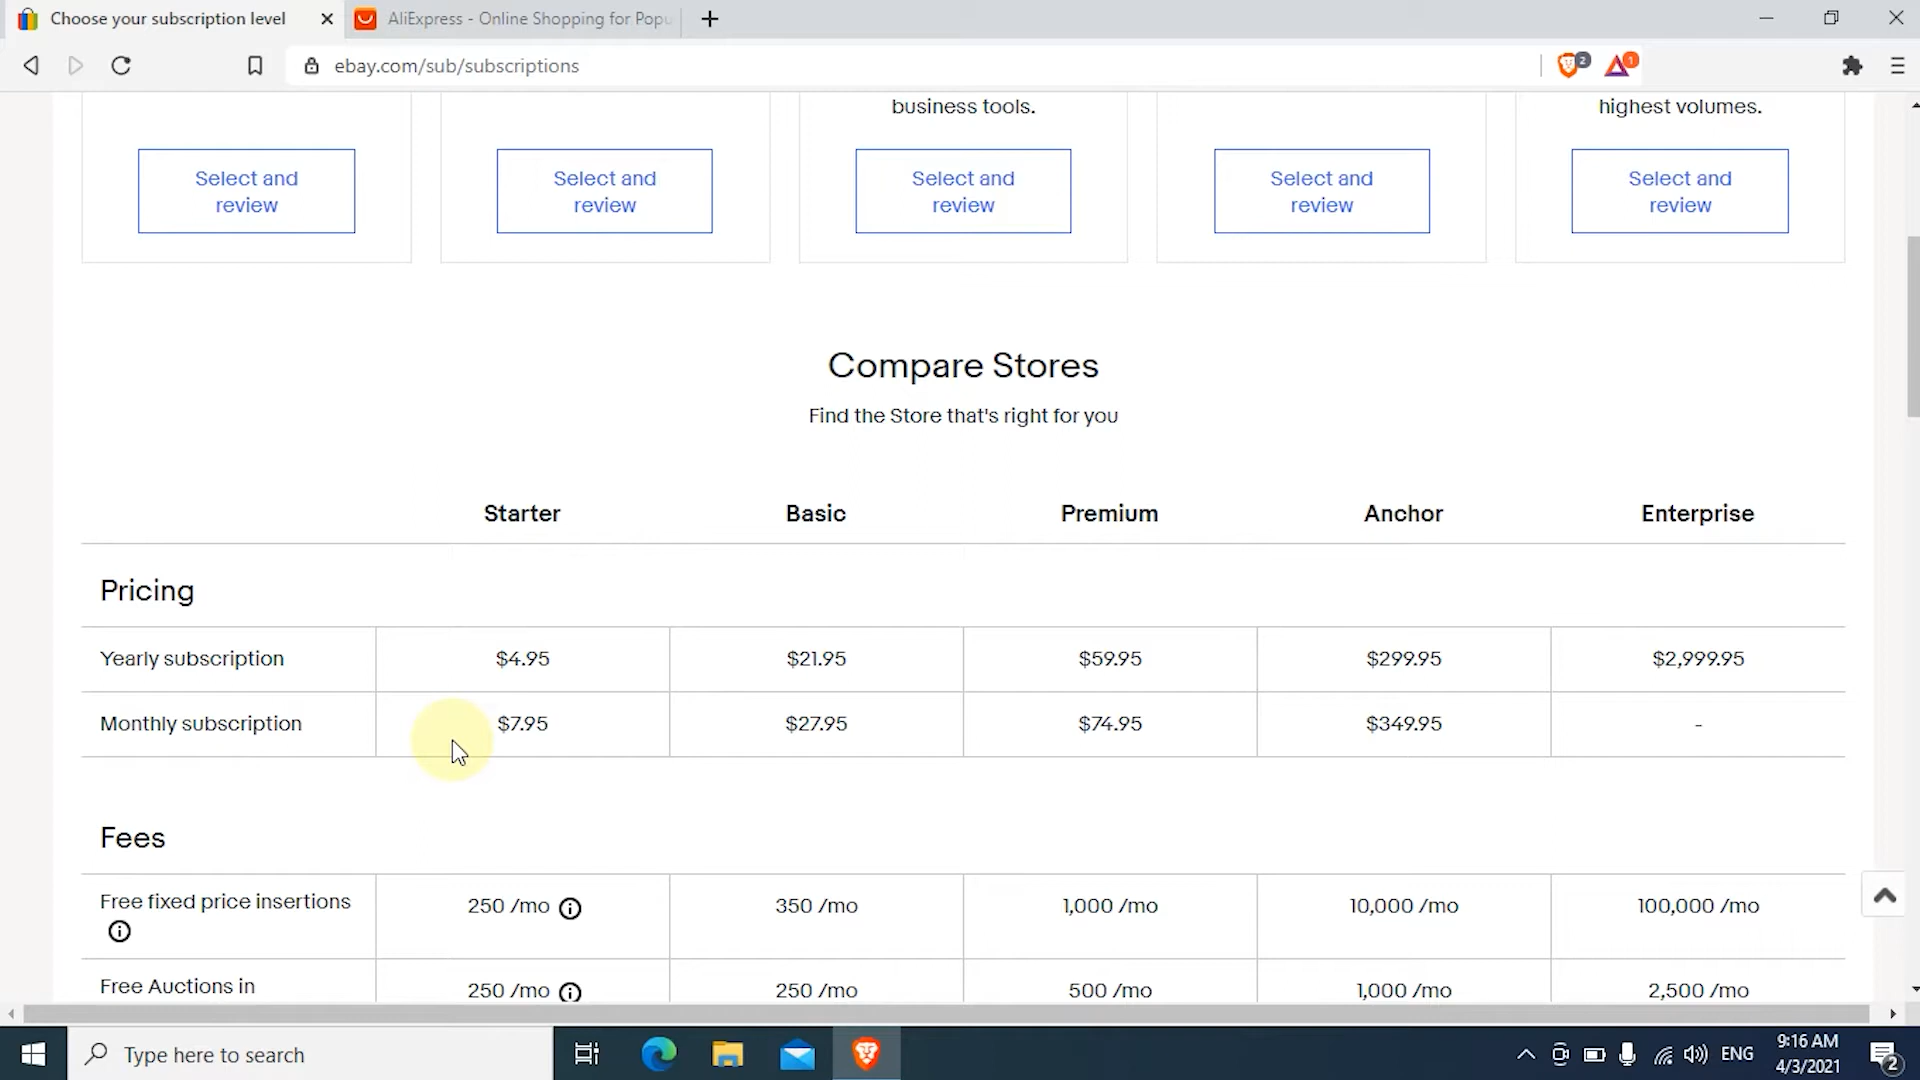 Choose your subscription level
AliExpress - Online Shopping for Popu
ebay.com/sub/subscriptions
2
1
business tools.
highest volumes.
Select and
review
Select and
review
Select and
review
Select and
review
Select and
review
Compare Stores
Find the Store that's right for you
Starter Basic Premium Anchor Enterprise
Pricing
Yearly subscription $4.95 $21.95 $59.95 $299.95 $2,999.95
Monthly subscription $7.95 $27.95 $74.95 $349.95 -
Fees
Free fixed price insertions 250 /mo 350 /mo 1,000 /mo 10,000 /mo 100,000 /mo
Free Auctions in 250 /mo 250 /mo 500 /mo 1,000 /mo 2,500 /mo
Type here to search
ENG
9:16 AM
4/3/2021
2